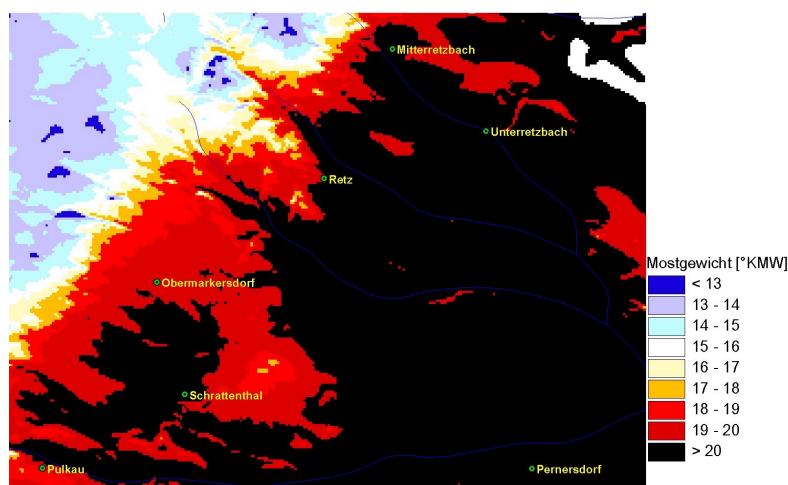 Mitterretzbach
Unterretzbach
Retz
Obermarkersdorf
Schrattenthal
Pulkau
Pernersdorf
Mostgewicht [°KMW]
< 13
13 - 14
14 - 15
15 - 16
16 - 17
17 - 18
18 - 19
19 - 20
> 20